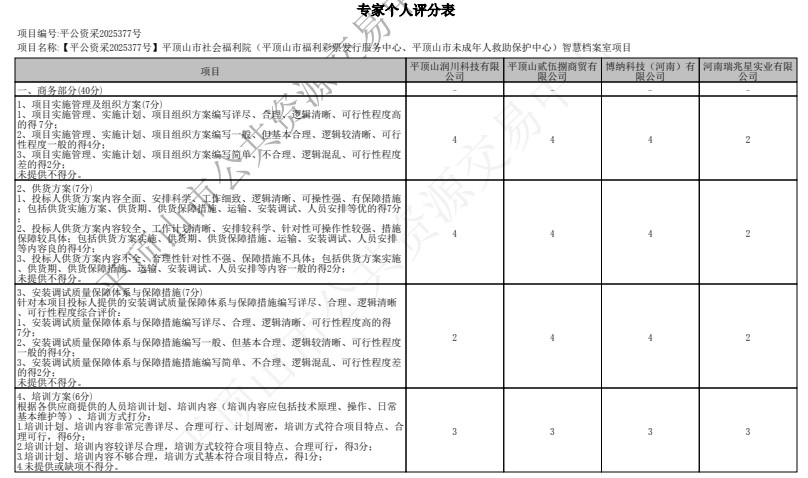 专家个人评分表
项目编号:平公资采2025377号
项目名称:【平公资采2025377号】平顶山市社会福利院（平顶山市福利彩票发行服务中心、平顶山市未成年人救助保护中心）智慧档案室项目
项目 平顶山润川科技有限公司 平顶山贰伍捌商贸有限公司 博纳科技（河南）有限公司 河南瑞兆星实业有限公司
一、商务部分(40分) - - - -
1、项目实施管理及组织方案(7分)
1、项目实施管理、实施计划、项目组织方案编写详尽、合理、逻辑清晰、可行性程度高
的得7分；
2、项目实施管理、实施计划、项目组织方案编写一般、但基本合理、逻辑较清晰、可行
性程度一般的得4分；
3、项目实施管理、实施计划、项目组织方案编写简单、不合理、逻辑混乱、可行性程度
差的得2分；
未提供不得分。
4 4 4 2
2、供货方案(7分)
1、投标人供货方案内容全面、安排科学、工作细致、逻辑清晰、可操性强、有保障措施
；包括供货实施方案、供货期、供货保障措施、运输、安装调试、人员安排等优的得7分
；
2、投标人供货方案内容较全、工作计划清晰、安排较科学、针对性可操作性较强、措施
保障较具体；包括供货方案实施、供货期、供货保障措施、运输、安装调试、人员安排
等内容良的得4分；
3、投标人供货方案内容不全、合理性针对性不强、保障措施不具体；包括供货方案实施
、供货期、供货保障措施、运输、安装调试、人员安排等内容一般的得2分；
未提供不得分。
4 4 4 2
3、安装调试质量保障体系与保障措施(7分)
针对本项目投标人提供的安装调试质量保障体系与保障措施编写详尽、合理、逻辑清晰
、可行性程度综合评价：
1、安装调试质量保障体系与保障措施编写详尽、合理、逻辑清晰、可行性程度高的得
7分；
2、安装调试质量保障体系与保障措施编写一般、但基本合理、逻辑较清晰、可行性程度
一般的得4分；
3、安装调试质量保障体系与保障措施措施编写简单、不合理、逻辑混乱、可行性程度差
的得2分；
未提供不得分。
2 4 4 2
4、培训方案(6分)
根据各供应商提供的人员培训计划、培训内容（培训内容应包括技术原理、操作、日常
基本维护等）、培训方式打分：
1.培训计划、培训内容非常完善详尽、合理可行、计划周密，培训方式符合项目特点、合
理可行，得6分；
2.培训计划、培训内容较详尽合理，培训方式较符合项目特点、合理可行，得3分；
3.培训计划、培训内容不够合理，培训方式基本符合项目特点，得1分；
4.未提供或缺项不得分。
3 3 3 3